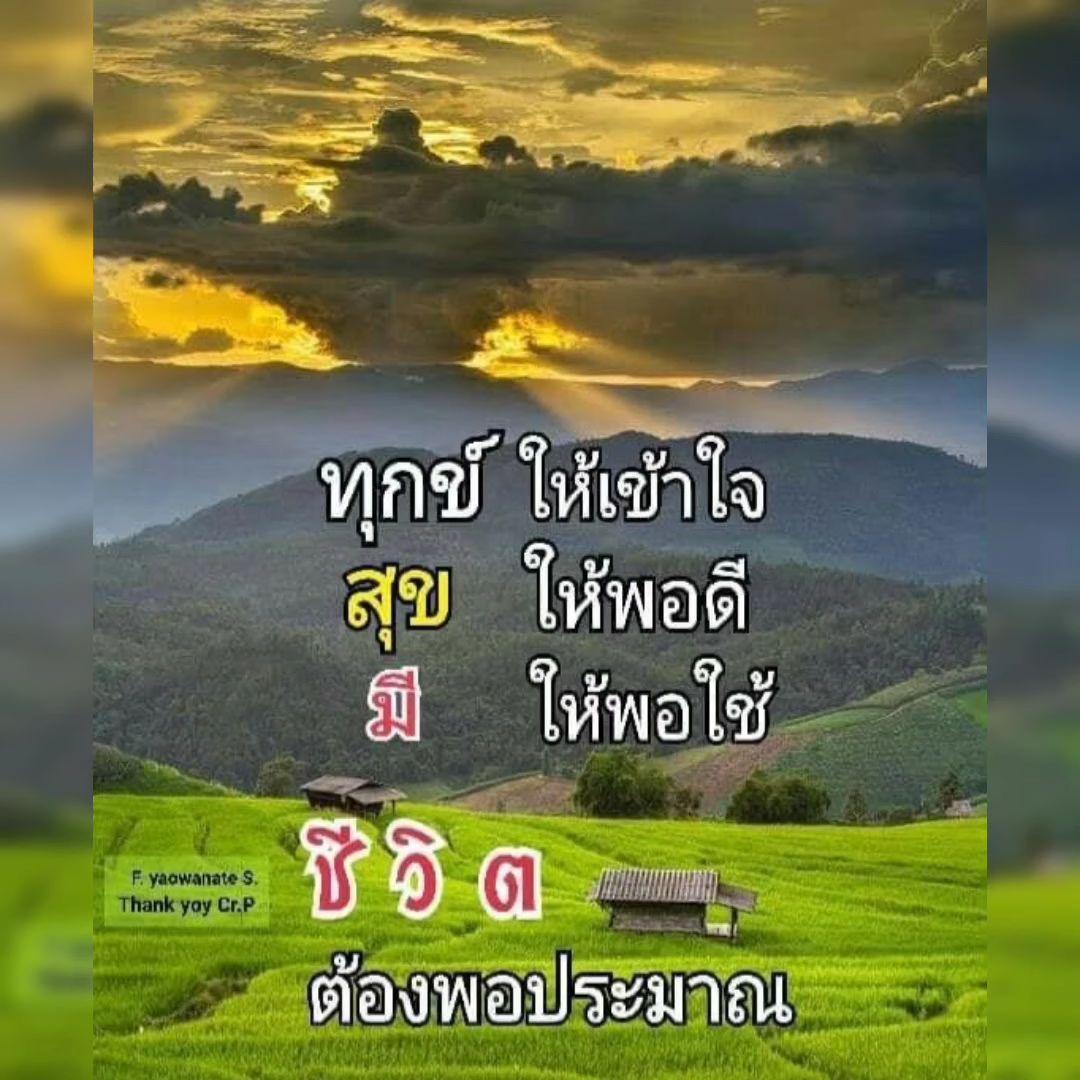 ทุกข์ ให้เข้าใจ
สุข ให้พอดี
มี ให้พอใช้
ชีวิต
F. yaowanate S.
Thank yoy Cr.P
ต้องพอประมาณ